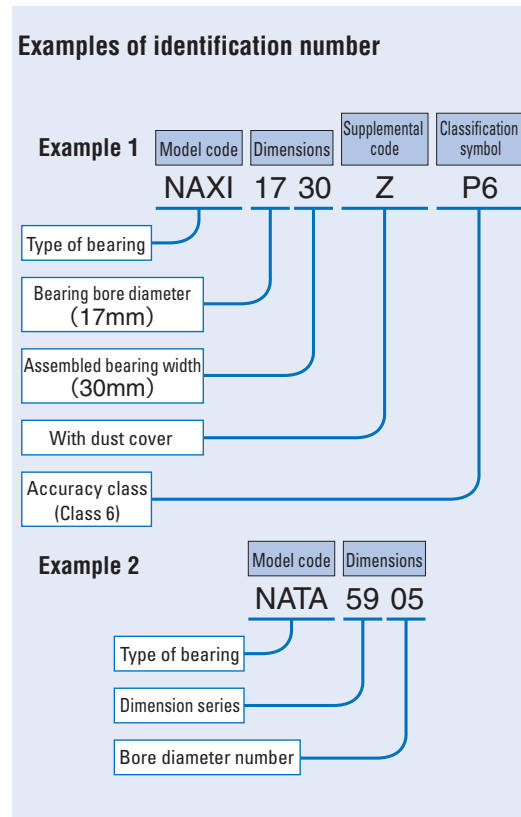 Examples of identification number
Example 1
Model code
Dimensions
Supplemental
code
Classification
symbol
NAXI 17 30 Z P6
Type of bearing
Bearing bore diameter
(17mm)
Assembled bearing width
(30mm)
With dust cover
Accuracy class
(Class 6)
Example 2
Model code
Dimensions
NATA 59 05
Type of bearing
Dimension series
Bore diameter number